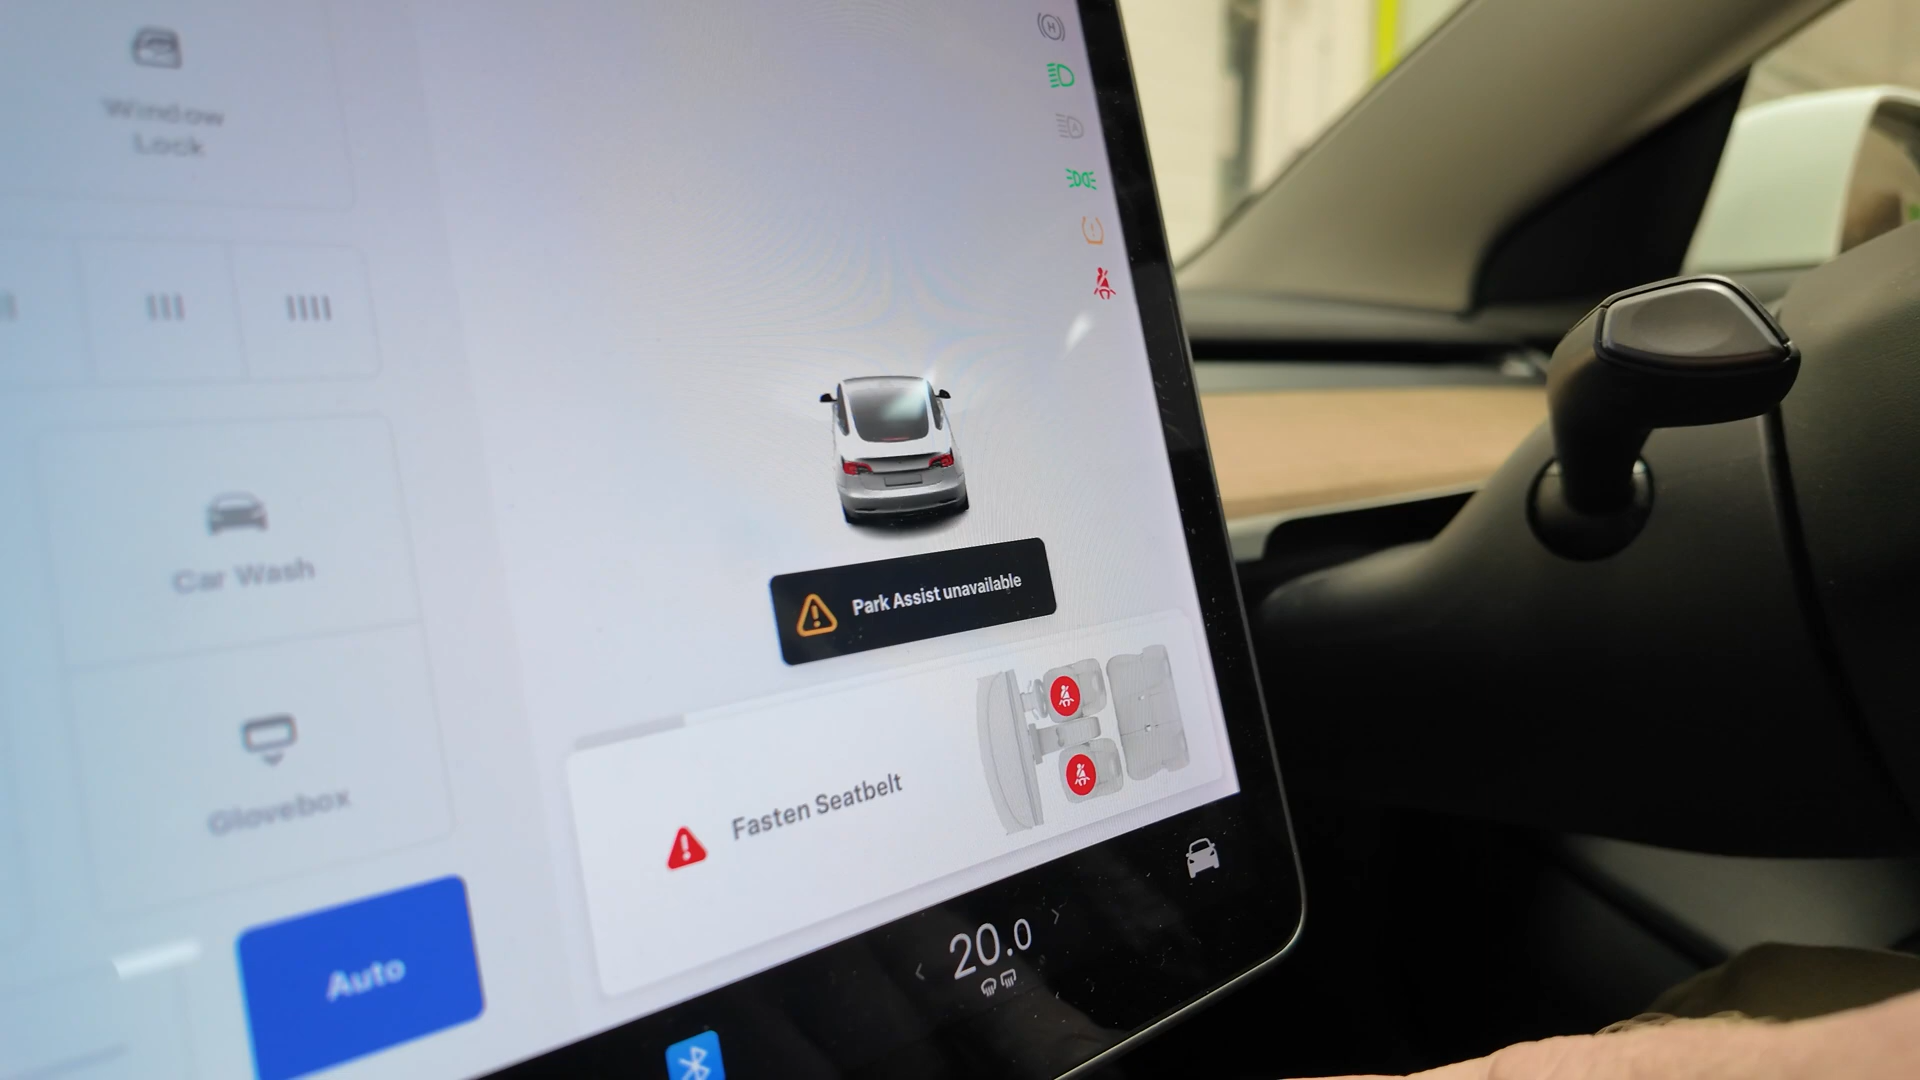 Window
Lock
Car Wash
Glovebox
Auto
Park Assist unavailable
Fasten Seatbelt
20.0